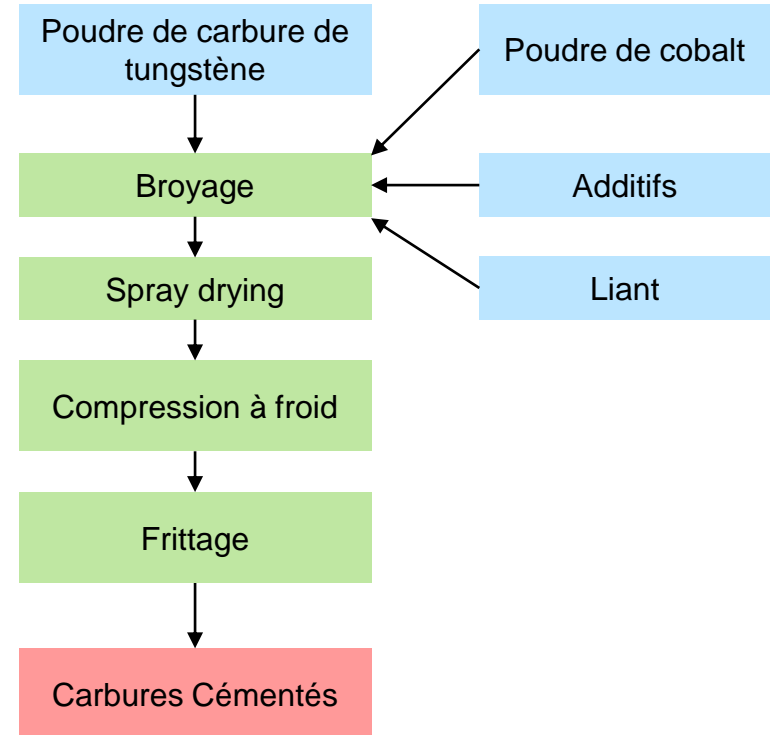 Poudre de carbure de
tungstène
Poudre de cobalt
Broyage
Additifs
Spray drying
Liant
Compression à froid
Frittage
Carbures Cémentés